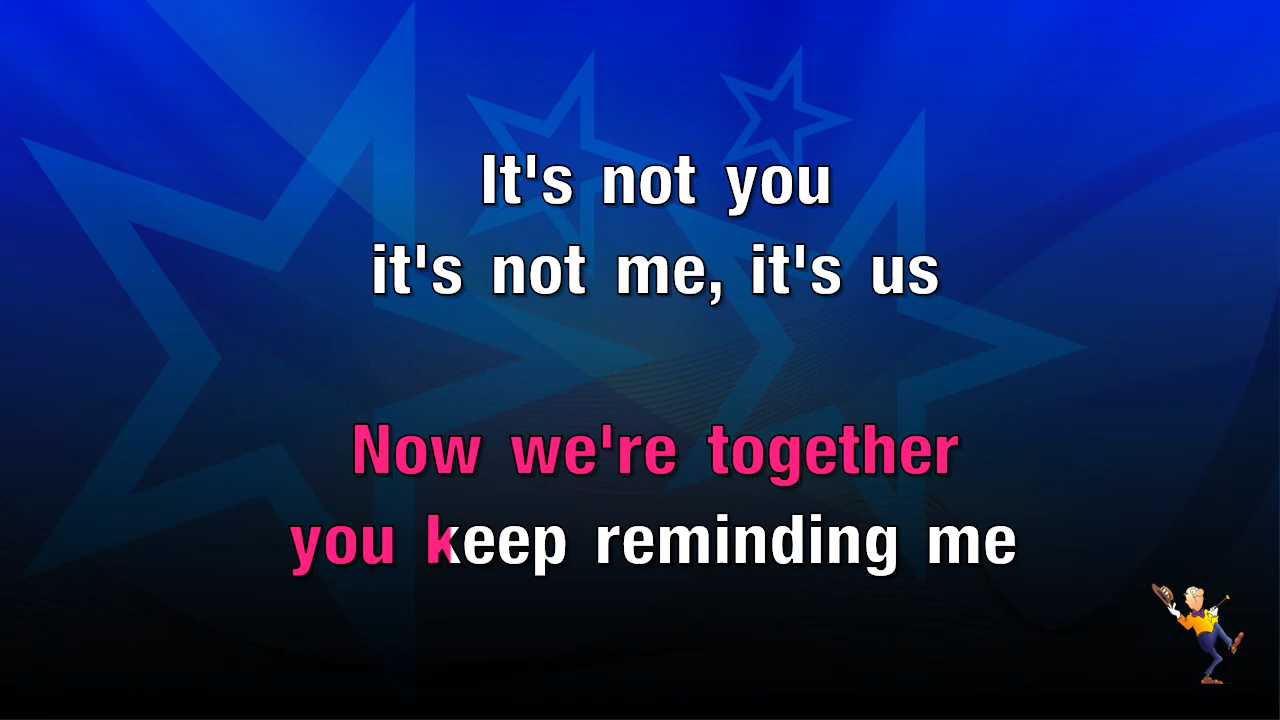 It's not you
it's not me, it's us
Now we're together
you keep reminding me